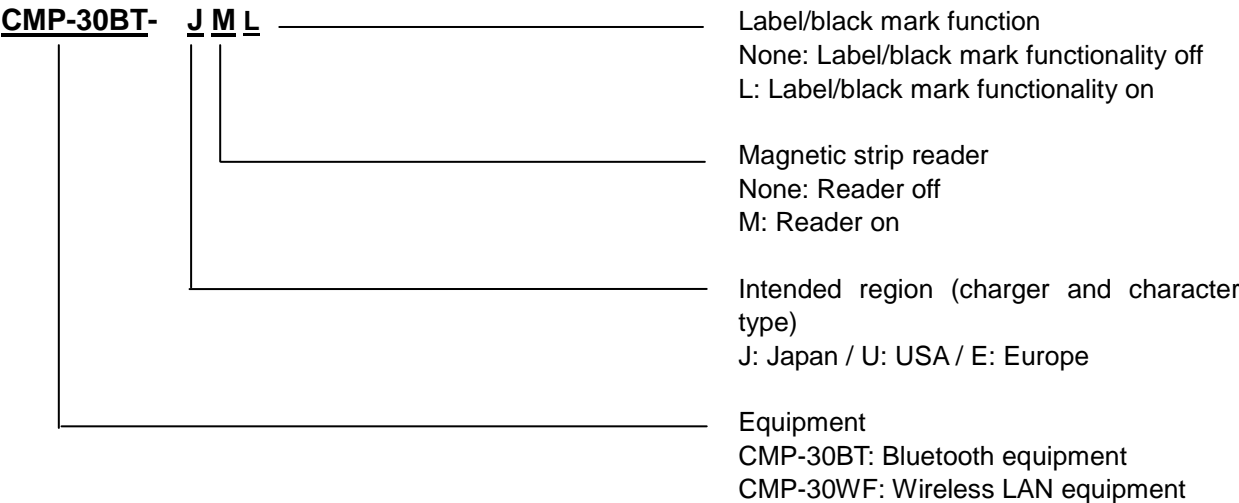 CMP-30BT- J M L
Label/black mark function
None: Label/black mark functionality off
L: Label/black mark functionality on
Magnetic strip reader
None: Reader off
M: Reader on
Intended region (charger and character
type)
J: Japan / U: USA / E: Europe
Equipment
CMP-30BT: Bluetooth equipment
CMP-30WF: Wireless LAN equipment